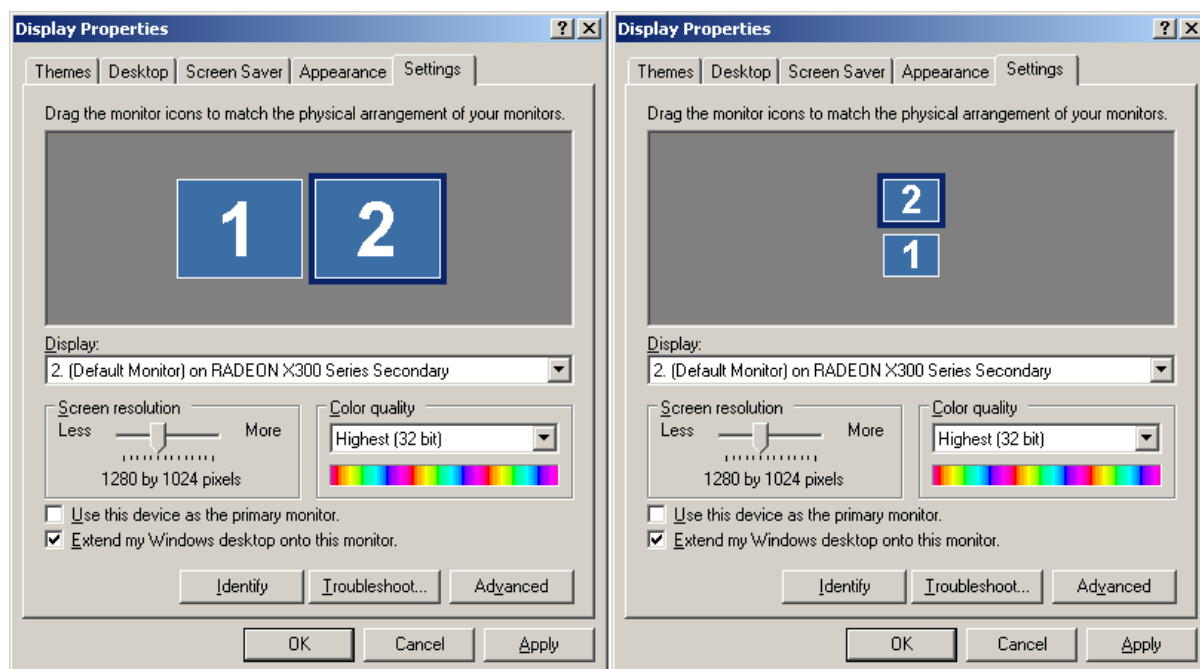 Display Properties
Themes Desktop Screen Saver Appearance Settings
Drag the monitor icons to match the physical arrangement of your monitors.
1 2
Display:
2. (Default Monitor) on RADEON X300 Series Secondary
Screen resolution
Less More
1280 by 1024 pixels
Color quality
Highest (32 bit)
Use this device as the primary monitor.
Extend my Windows desktop onto this monitor.
Identify Troubleshoot... Advanced
OK Cancel Apply
Display Properties
Themes Desktop Screen Saver Appearance Settings
Drag the monitor icons to match the physical arrangement of your monitors.
2
1
Display:
2. (Default Monitor) on RADEON X300 Series Secondary
Screen resolution
Less More
1280 by 1024 pixels
Color quality
Highest (32 bit)
Use this device as the primary monitor.
Extend my Windows desktop onto this monitor.
Identify Troubleshoot... Advanced
OK Cancel Apply